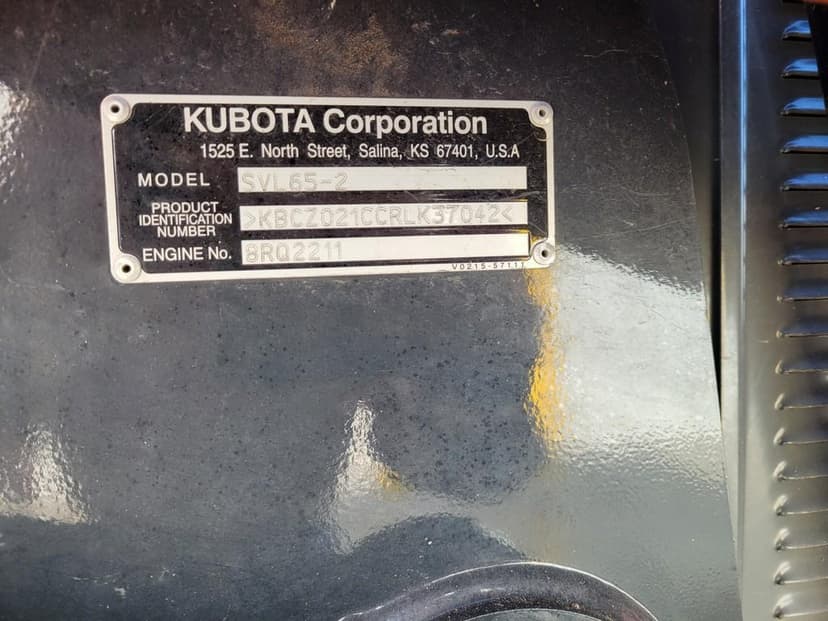 KUBOTA Corporation
1525 E. North Street, Salina, KS 67401, U.S.A
MODEL SVL65-2
PRODUCT IDENTIFICATION NUMBER >KBCZ021CCRLK37042<
ENGINE No. 8RQ2211
V0215-57111